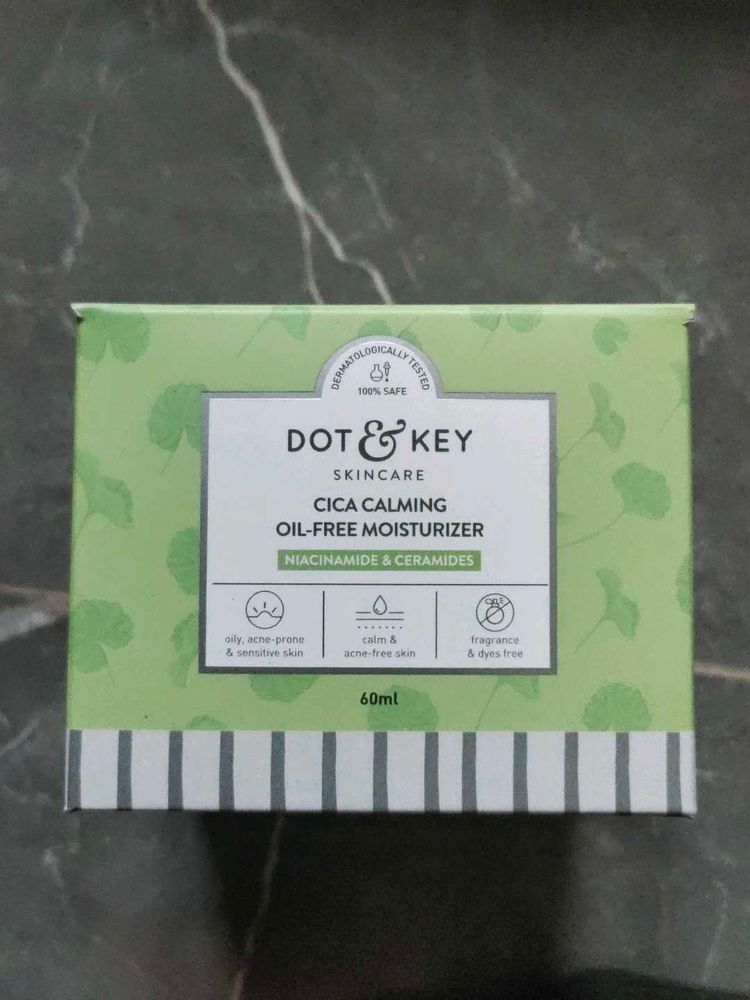 DERMATOLOGICALLY TESTED
100% SAFE
DOT & KEY
SKINCARE
CICA CALMING
OIL-FREE MOISTURIZER
NIACINAMIDE & CERAMIDES
oily, acne-prone
& sensitive skin
calm &
acne-free skin
fragrance
& dyes free
60ml